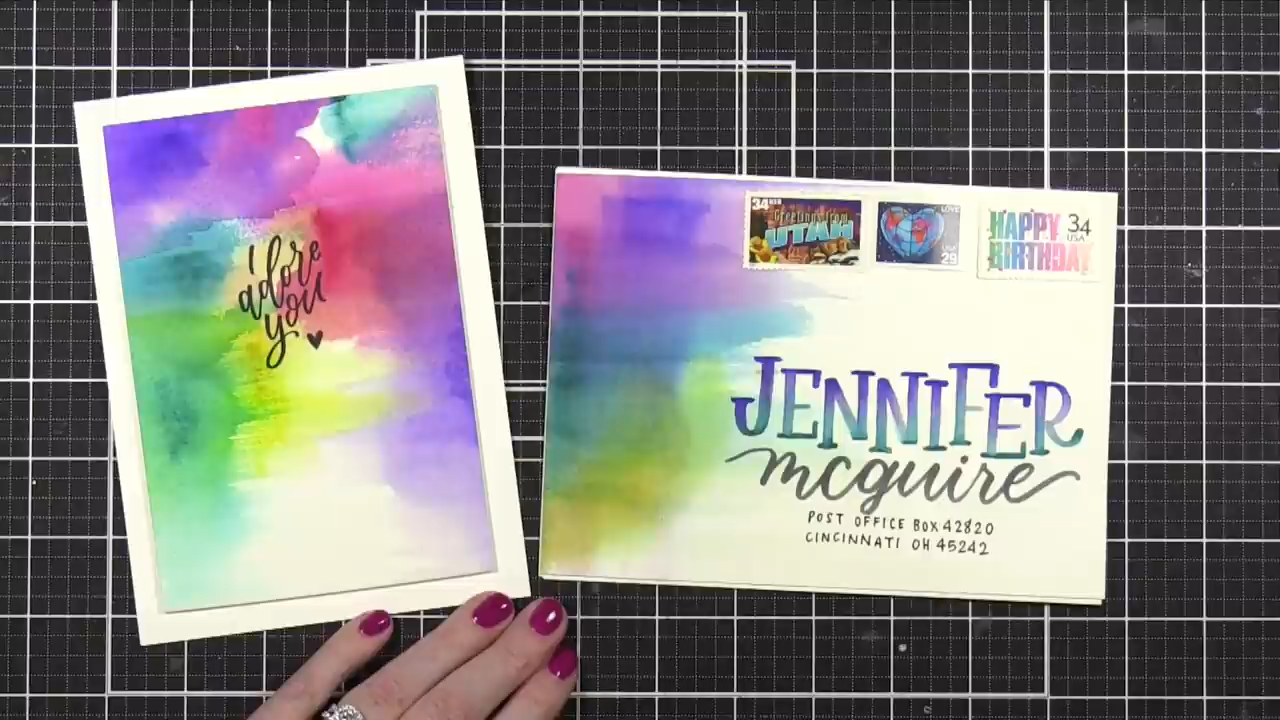 i adore
you
34 USA
Greetings from
UTAH
LOVE
USA
29
HAPPY
BIRTHDAY
34
USA
JENNIFER
mcguire
POST OFFICE BOX 42820
CINCINNATI OH 45242